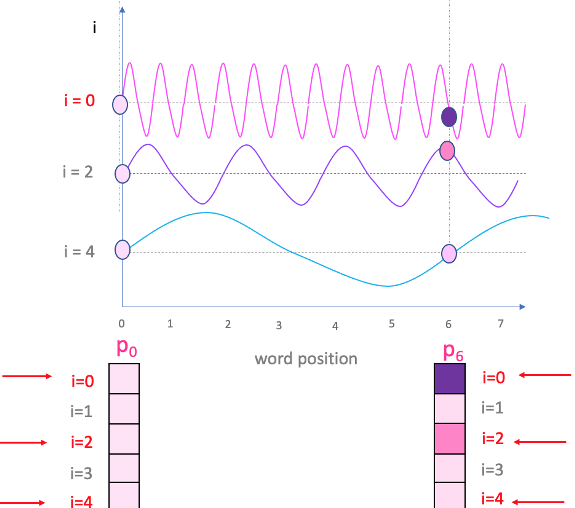 i
i = 0
i = 2
i = 4
0 1 2 3 4 5 6 7
p0 p6
word position
i=0 i=0
i=1 i=1
i=2 i=2
i=3 i=3
i=4 i=4